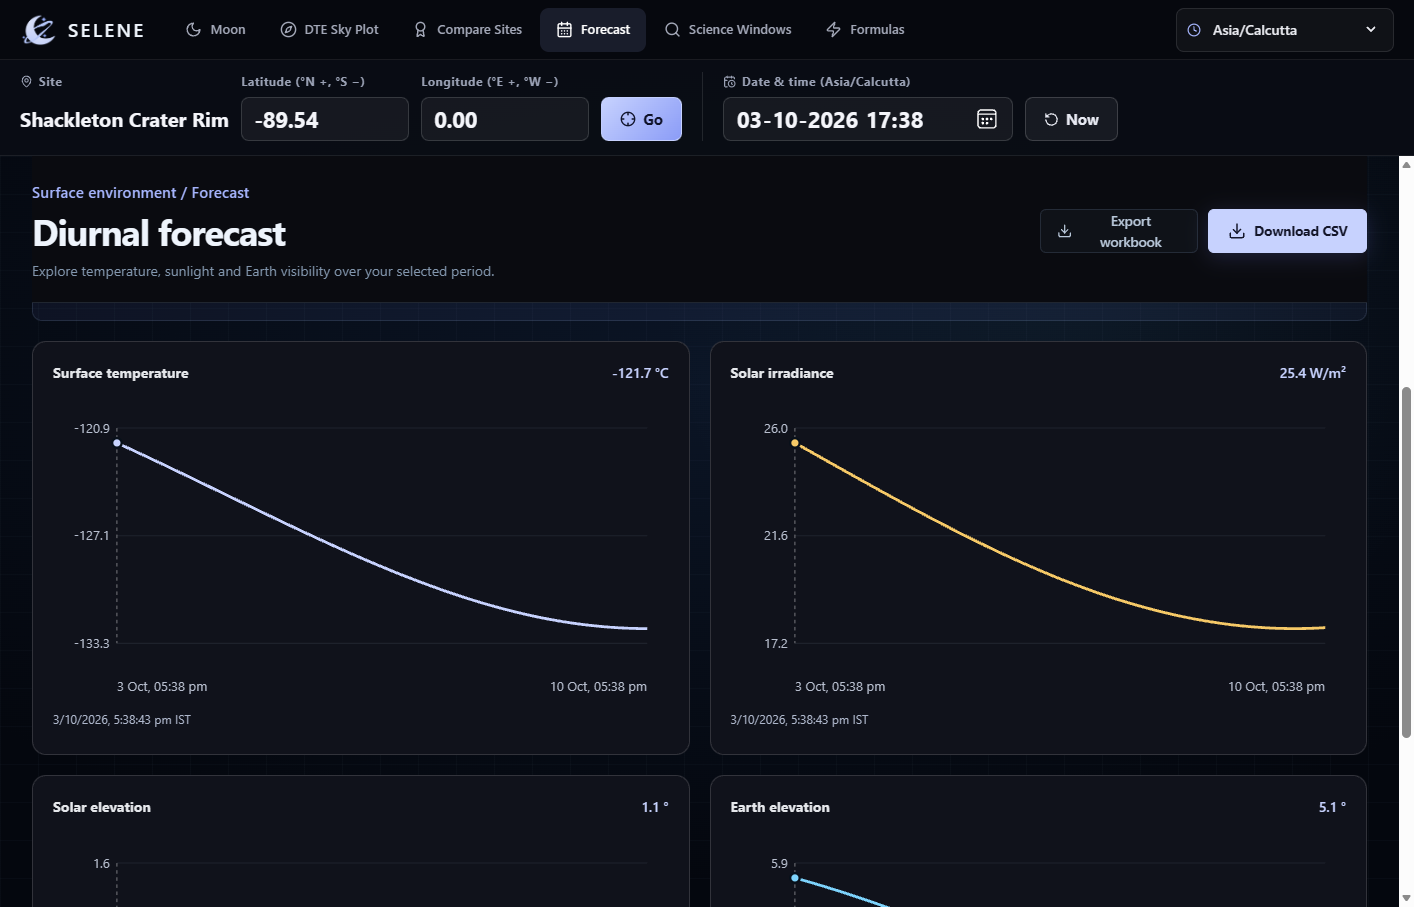 SELENE
Moon
DTE Sky Plot
Compare Sites
Forecast
Science Windows
Formulas
Asia/Calcutta
Site
Latitude (°N +, °S −)
Longitude (°E +, °W −)
Date & time (Asia/Calcutta)
Shackleton Crater Rim
-89.54
0.00
Go
03-10-2026 17:38
Now
Surface environment / Forecast
Diurnal forecast
Explore temperature, sunlight and Earth visibility over your selected period.
Export
workbook
Download CSV
Surface temperature
-121.7 °C
-120.9
-127.1
-133.3
3 Oct, 05:38 pm
10 Oct, 05:38 pm
3/10/2026, 5:38:43 pm IST
Solar irradiance
25.4 W/m²
26.0
21.6
17.2
3 Oct, 05:38 pm
10 Oct, 05:38 pm
3/10/2026, 5:38:43 pm IST
Solar elevation
1.1 °
1.6
Earth elevation
5.1 °
5.9